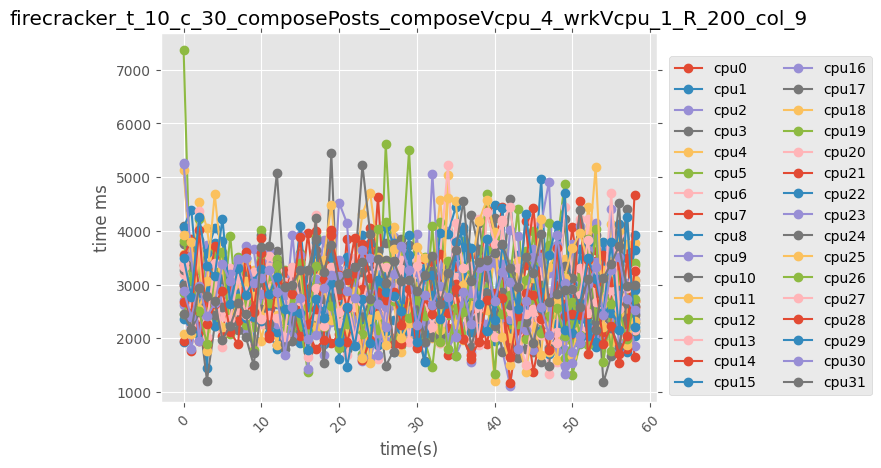 firecracker_t_10_c_30_composePosts_composeVcpu_4_wrkVcpu_1_R_200_col_9
7000
6000
5000
4000
3000
2000
1000
time ms
0
10
20
30
40
50
60
time(s)
cpu0
cpu1
cpu2
cpu3
cpu4
cpu5
cpu6
cpu7
cpu8
cpu9
cpu10
cpu11
cpu12
cpu13
cpu14
cpu15
cpu16
cpu17
cpu18
cpu19
cpu20
cpu21
cpu22
cpu23
cpu24
cpu25
cpu26
cpu27
cpu28
cpu29
cpu30
cpu31